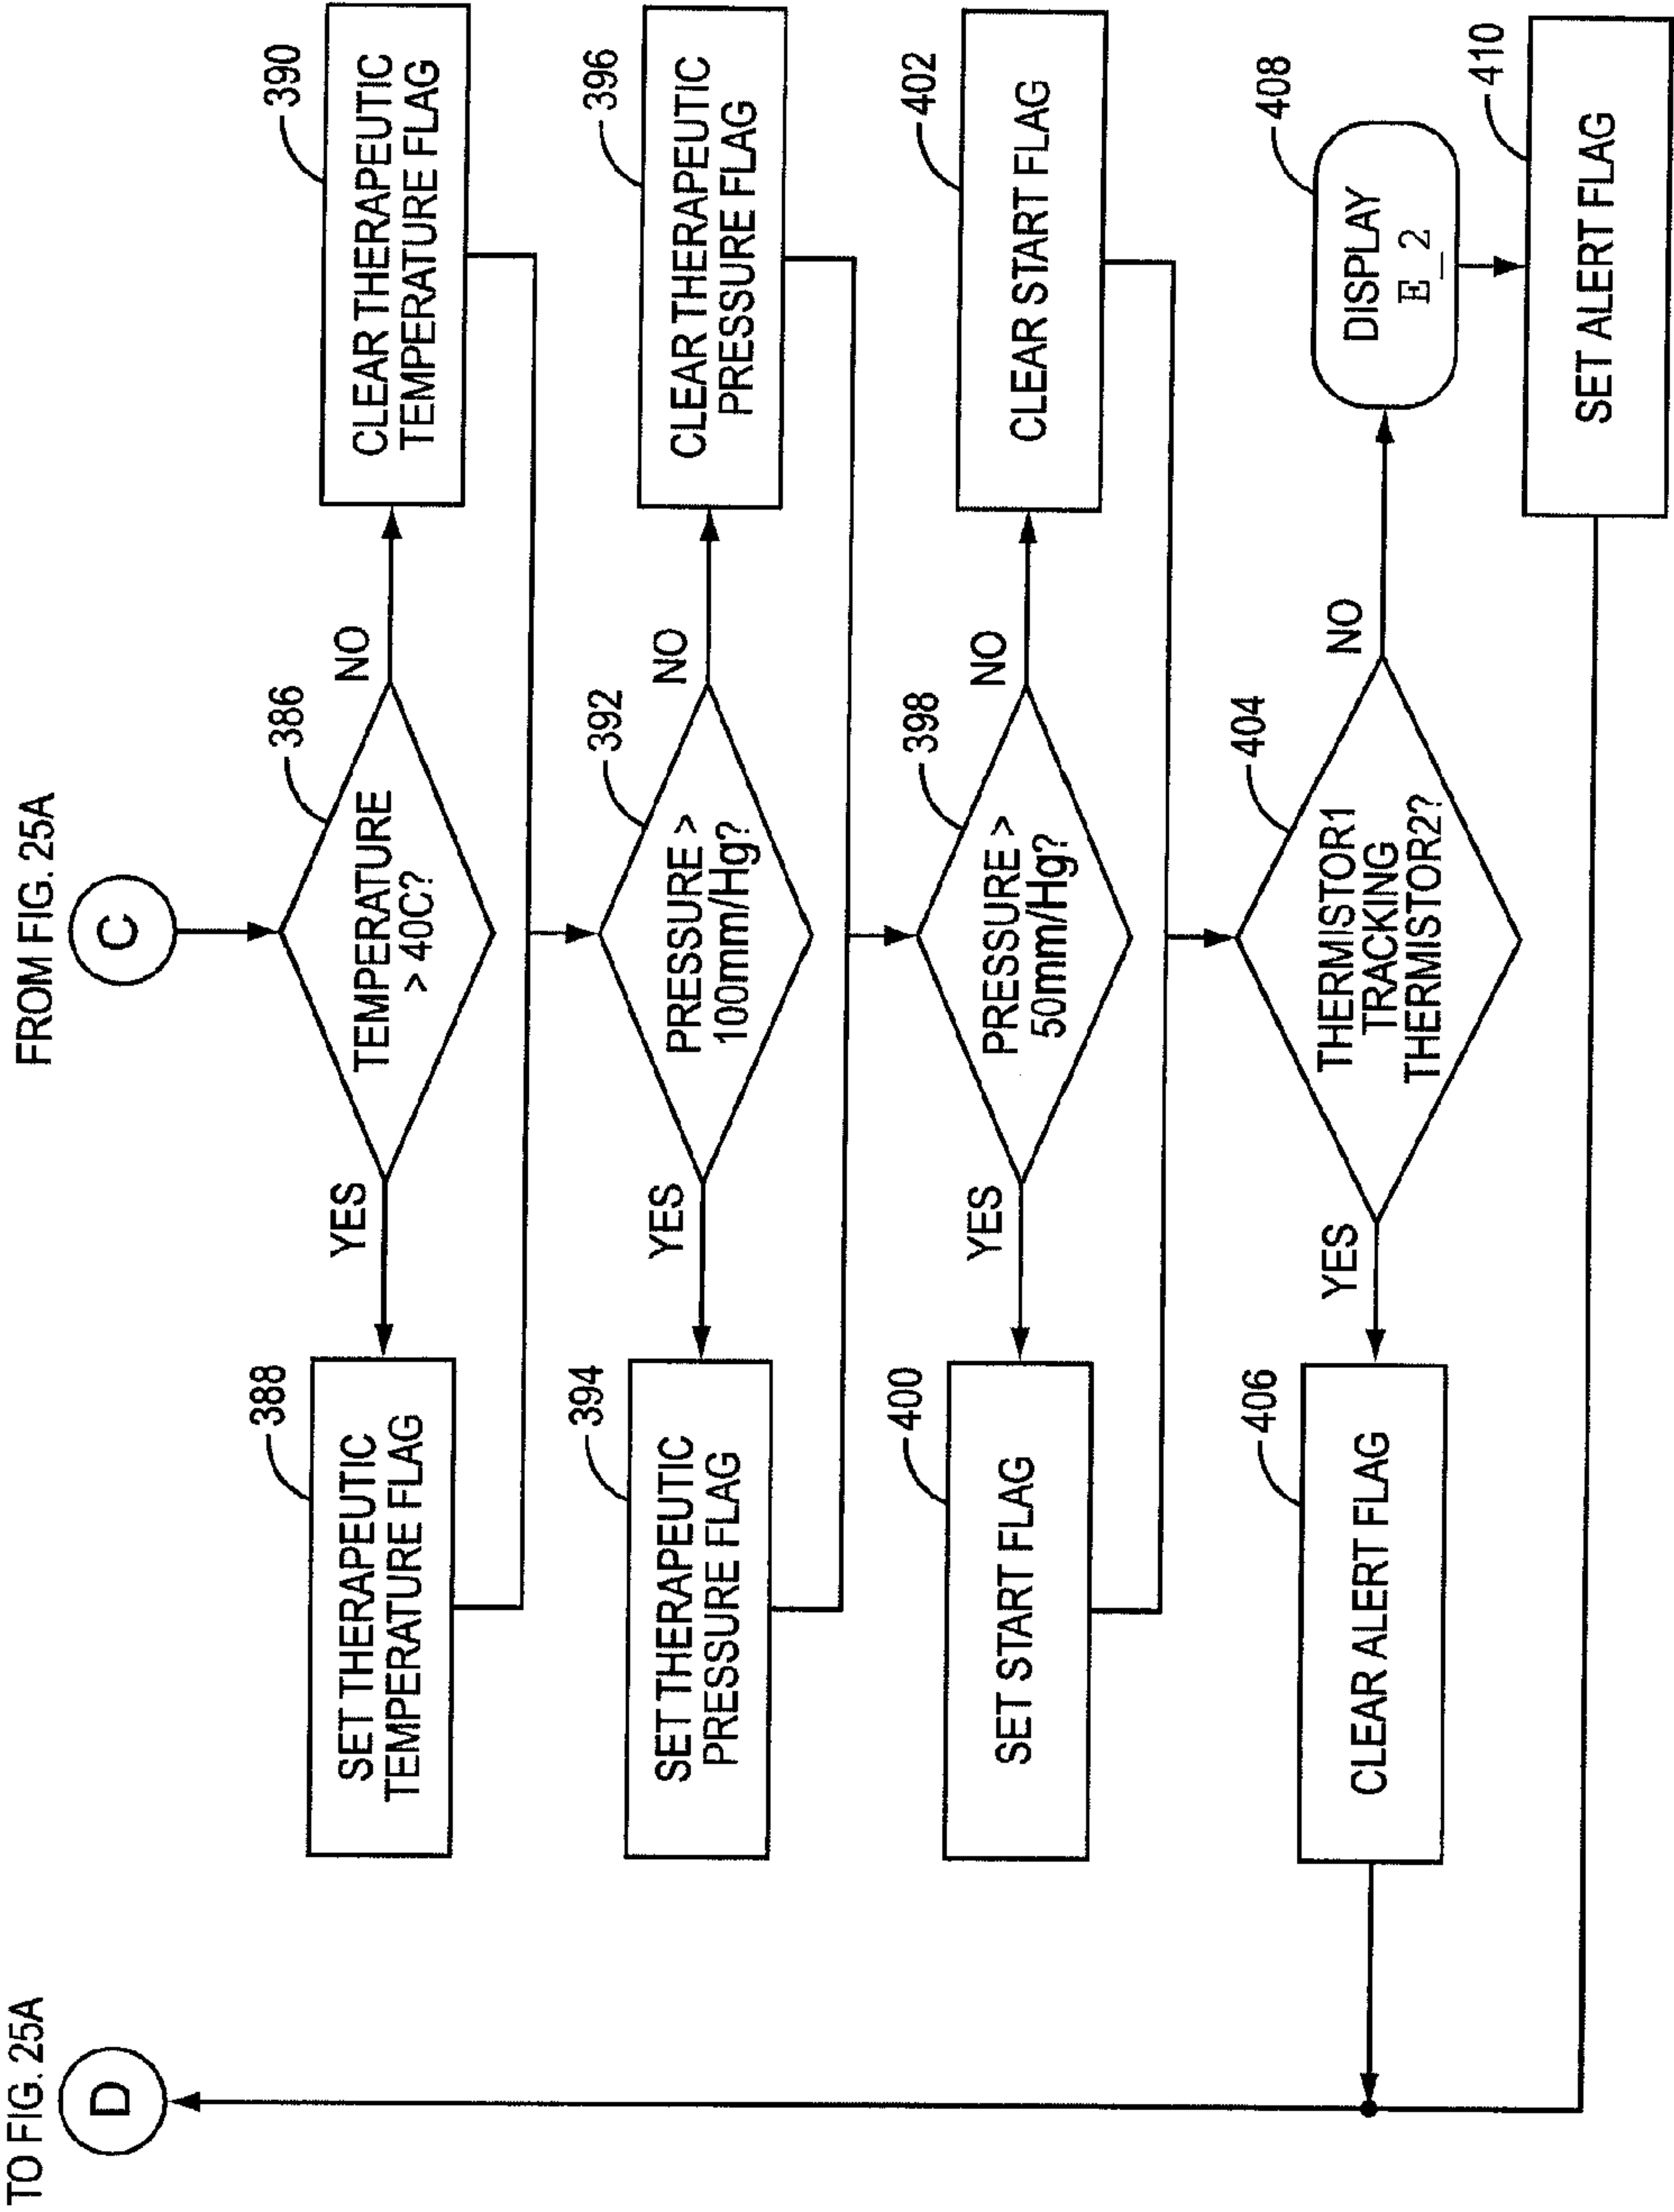 FROM FIG. 25A
C
TO FIG. 25A
D
386
TEMPERATURE
> 40C?
YES
NO
388
SET THERAPEUTIC
TEMPERATURE FLAG
390
CLEAR THERAPEUTIC
TEMPERATURE FLAG
392
PRESSURE >
100mm/Hg?
YES
NO
394
SET THERAPEUTIC
PRESSURE FLAG
396
CLEAR THERAPEUTIC
PRESSURE FLAG
398
PRESSURE >
50mm/Hg?
YES
NO
400
SET START FLAG
402
CLEAR START FLAG
404
THERMISTOR1
TRACKING
THERMISTOR2?
YES
NO
406
CLEAR ALERT FLAG
408
DISPLAY
E_2
410
SET ALERT FLAG